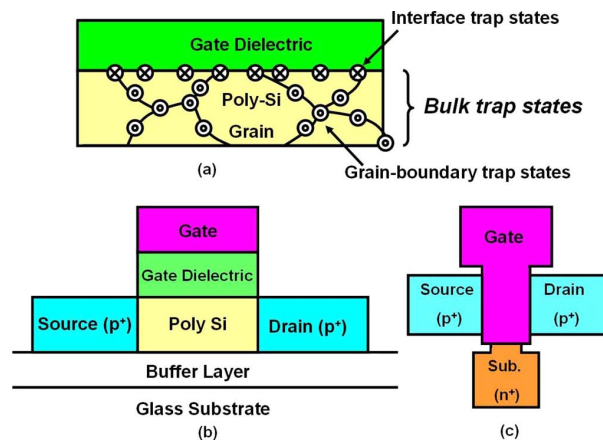 Interface trap states
Gate Dielectric
Poly-Si
Grain
Bulk trap states
(a)
Grain-boundary trap states
Gate
Gate Dielectric
Source (p⁺)
Poly Si
Drain (p⁺)
Buffer Layer
Glass Substrate
(b)
Gate
Source
(p⁺)
Drain
(p⁺)
Sub.
(n⁺)
(c)